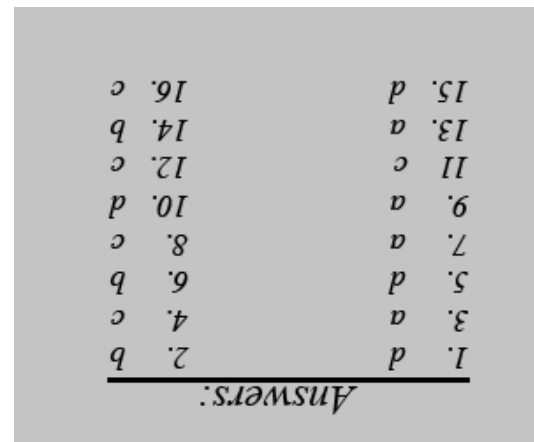 Answers:
1. d 2. b
3. a 4. c
5. d 6. b
7. a 8. c
9. a 10. d
11 c 12. c
13. a 14. b
15. d 16. c